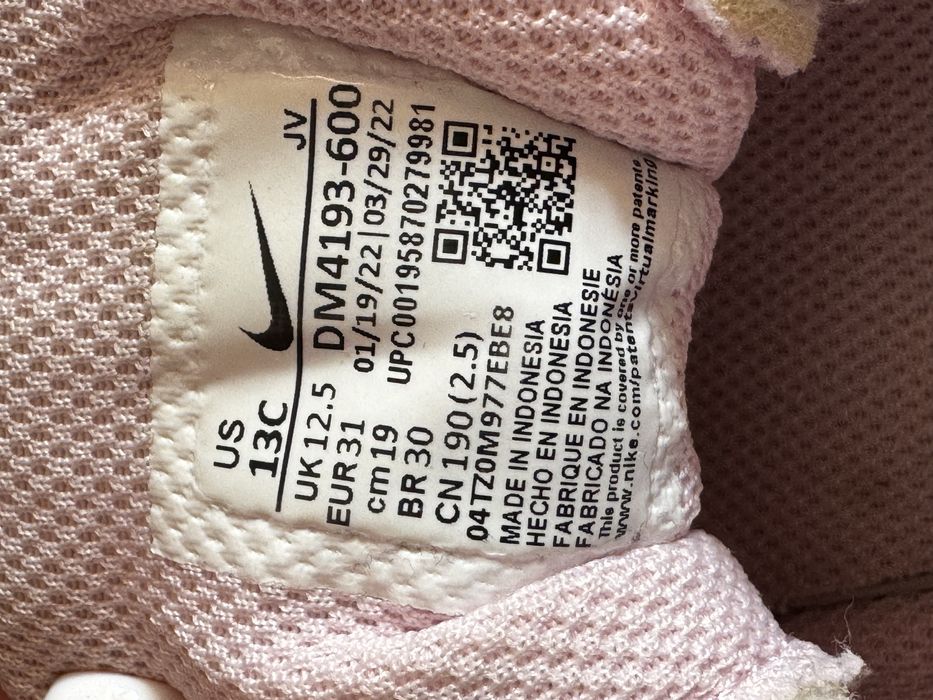 US
13C
JV
UK 12.5
EUR 31
cm 19
BR 30
CN 190 (2.5)
DM4193-600
01/19/22|03/29/22
UPC00195870279981
04TZ0M977EBE8
MADE IN INDONESIA
HECHO EN INDONESIA
FABRIQUE EN INDONESIE
FABRICADO NA INDONÉSIA
This product is covered by one or more patents
www.nike.com/patents